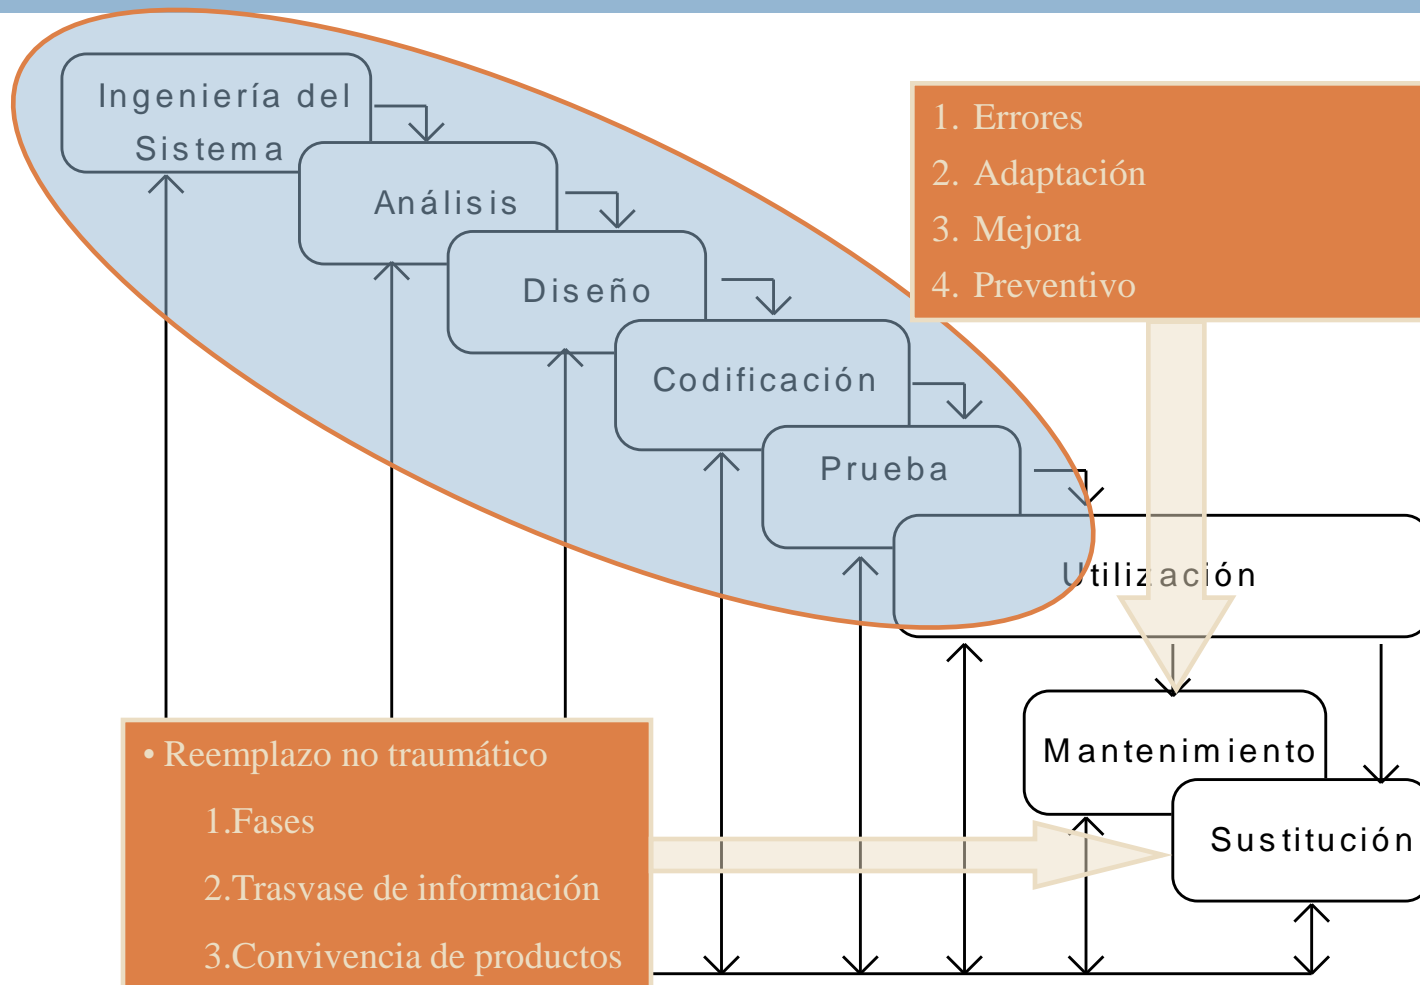 Ingeniería del
Sistema
Análisis
Diseño
Codificación
Prueba
Utilización
Mantenimiento
Sustitución
1. Errores
2. Adaptación
3. Mejora
4. Preventivo
• Reemplazo no traumático
1.Fases
2.Trasvase de información
3.Convivencia de productos